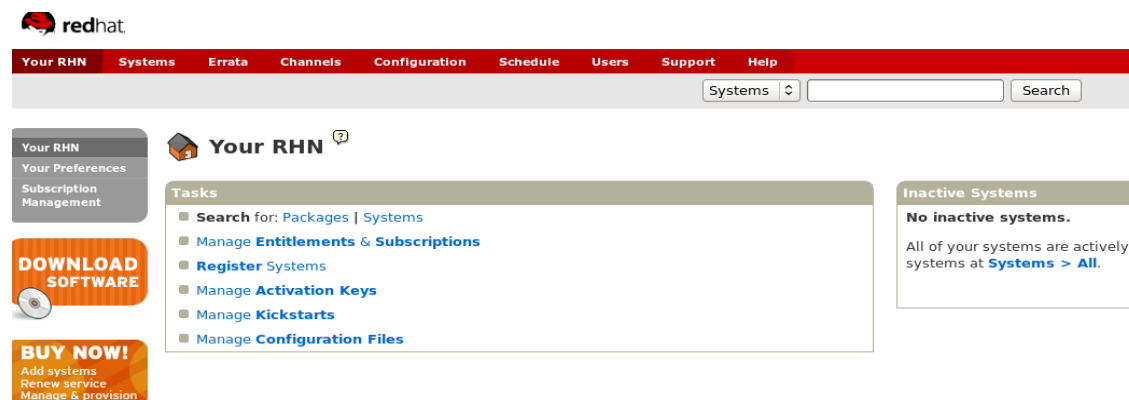 redhat.
Your RHN Systems Errata Channels Configuration Schedule Users Support Help
Systems Search
Your RHN
Your Preferences
Subscription
Management
DOWNLOAD
SOFTWARE
BUY NOW!
Add systems
Renew service
Manage & provision
Your RHN ?
Tasks
Search for: Packages | Systems
Manage Entitlements & Subscriptions
Register Systems
Manage Activation Keys
Manage Kickstarts
Manage Configuration Files
Inactive Systems
No inactive systems.
All of your systems are actively
systems at Systems > All.